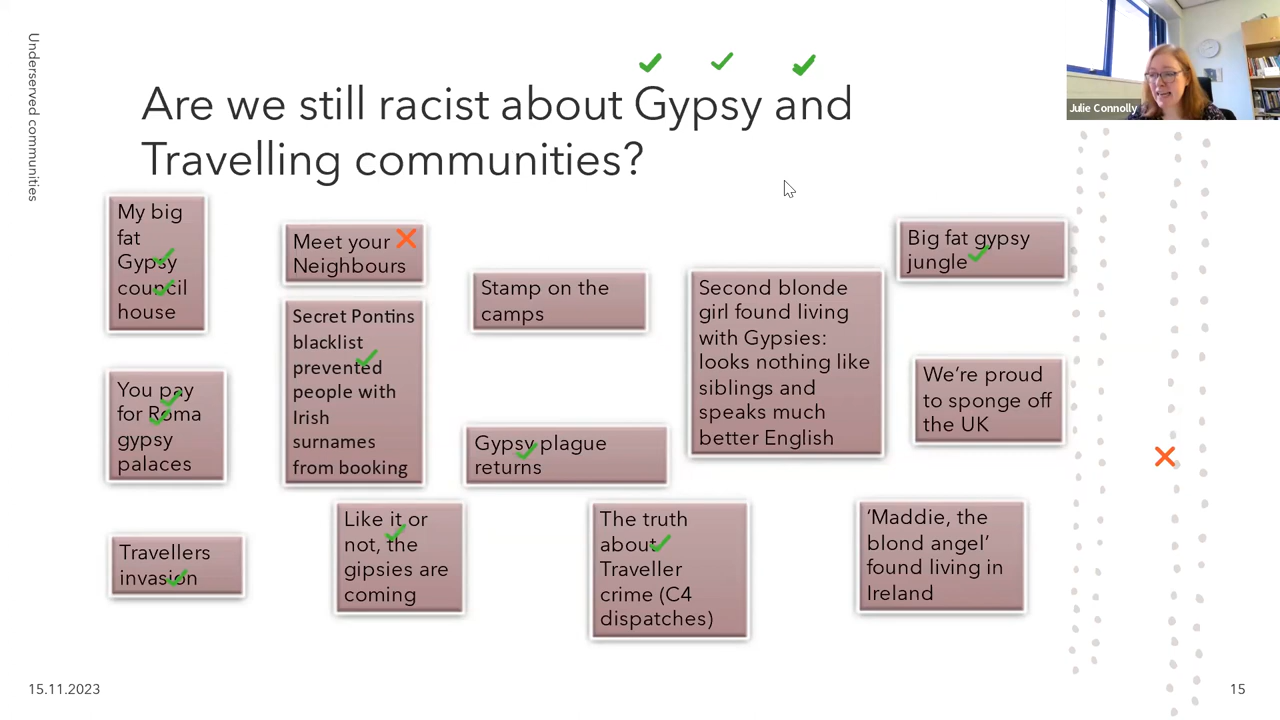 Underserved communities
Are we still racist about Gypsy and
Travelling communities?
Julie Connolly
My big
fat
Gypsy
council
house
Meet your
Neighbours
Stamp on the
camps
Second blonde
girl found living
with Gypsies:
looks nothing like
siblings and
speaks much
better English
Big fat gypsy
jungle
Secret Pontins
blacklist
prevented
people with
Irish
surnames
from booking
You pay
for Roma
gypsy
palaces
We’re proud
to sponge off
the UK
Gypsy plague
returns
Travellers
invasion
Like it or
not, the
gipsies are
coming
The truth
about
Traveller
crime (C4
dispatches)
‘Maddie, the
blond angel’
found living in
Ireland
15.11.2023
15